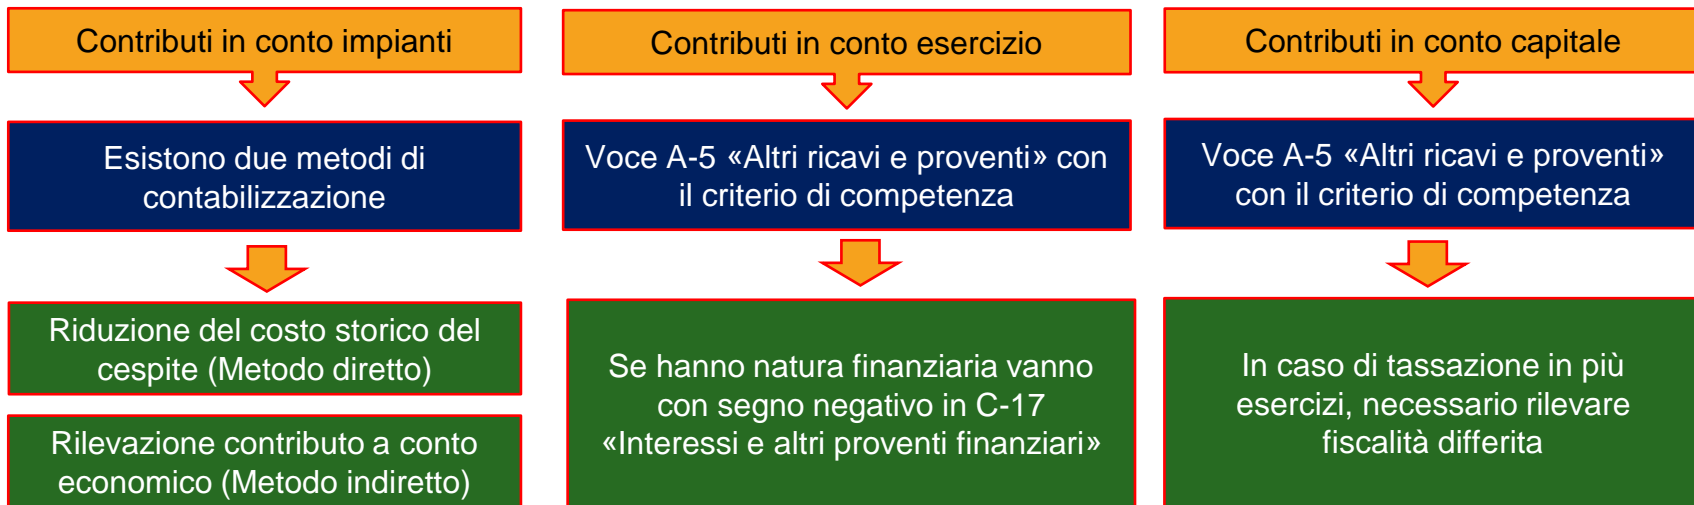 Contributi in conto impianti
Esistono due metodi di
contabilizzazione
Riduzione del costo storico del
cespite (Metodo diretto)
Rilevazione contributo a conto
economico (Metodo indiretto)
Contributi in conto esercizio
Voce A-5 «Altri ricavi e proventi» con
il criterio di competenza
Se hanno natura finanziaria vanno
con segno negativo in C-17
«Interessi e altri proventi finanziari»
Contributi in conto capitale
Voce A-5 «Altri ricavi e proventi»
con il criterio di competenza
In caso di tassazione in più
esercizi, necessario rilevare
fiscalità differita